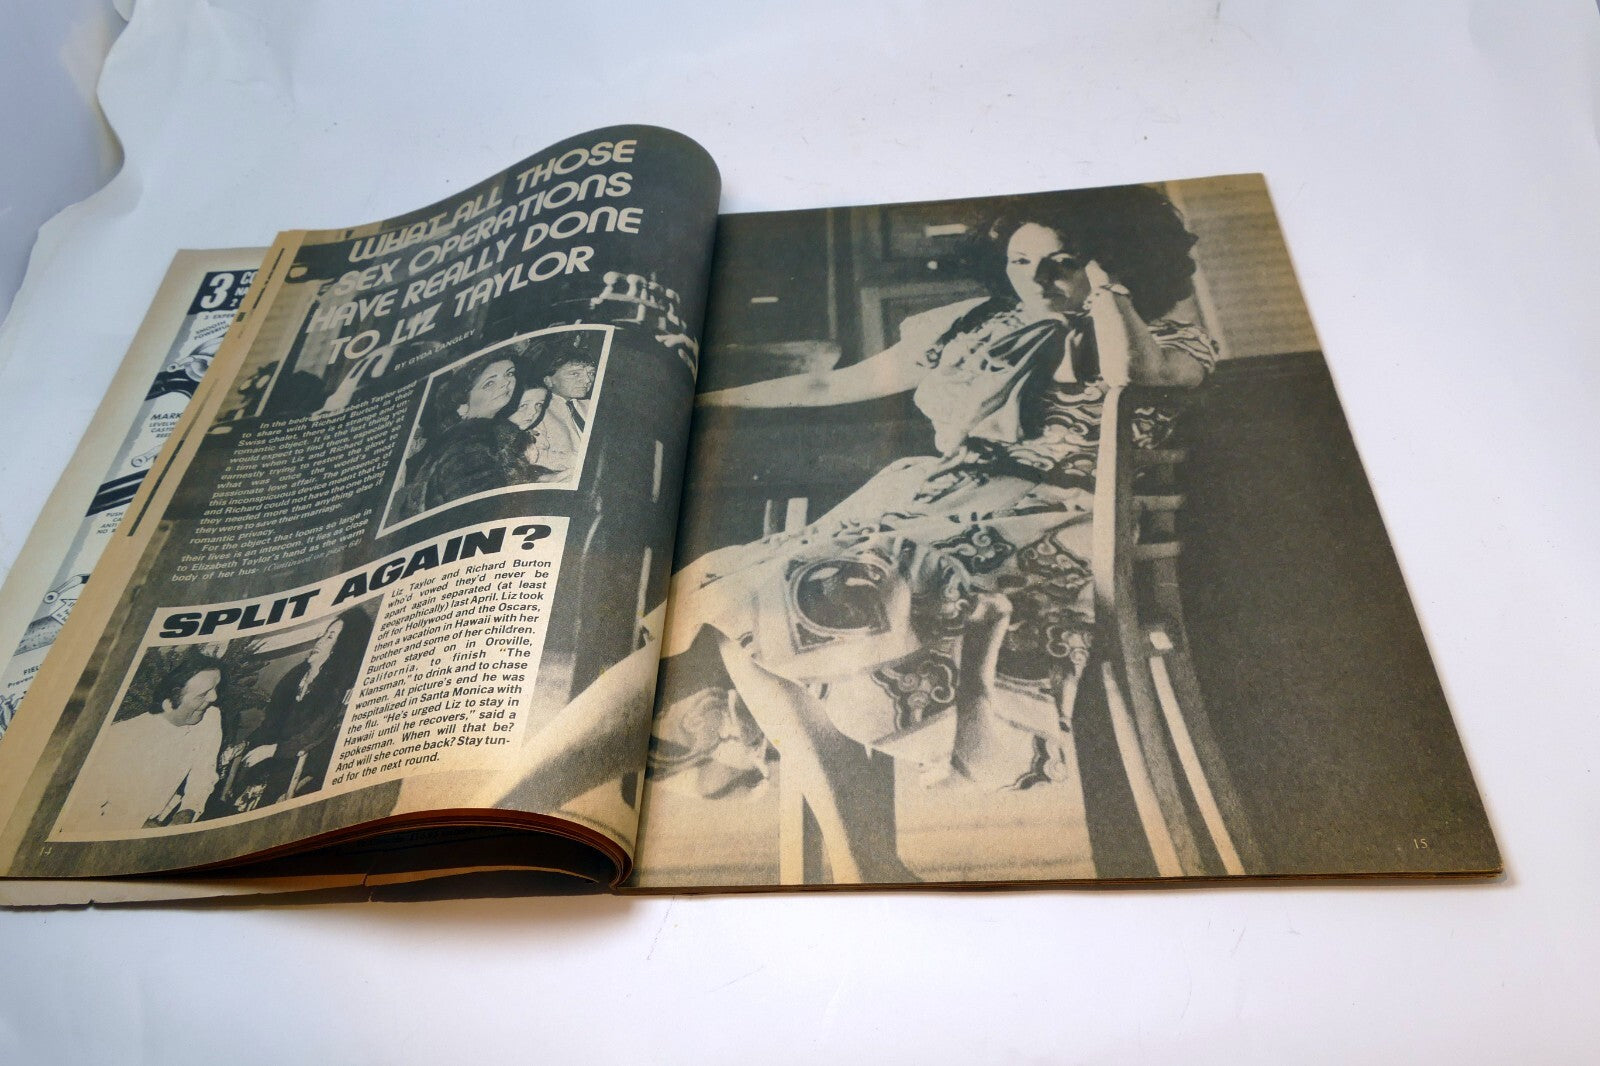 3
MARK
WHAT ALL THOSE
SEX OPERATIONS
HAVE REALLY DONE
TO LIZ TAYLOR
BY GYDA LANGLEY
In the bedroom Elizabeth Taylor used
to share with Richard Burton in their
Swiss chalet, there is a strange and un-
romantic object. It is the last thing you
would expect to find there, especially at
a time when Liz and Richard were so
earnestly trying to restore the glow to
what was once the world's most
passionate love affair. The presence of
this inconspicuous device meant that Liz
and Richard could not have the one thing
they needed more than anything else if
they were to save their marriage:
romantic privacy.
For the object that looms so large in
their lives is an intercom. It lies as close
to Elizabeth Taylor's hand as the warm
body of her hus- (Continued on page 64)
SPLIT AGAIN?
Liz Taylor and Richard Burton
who'd vowed they'd never be
apart again separated (at least
geographically) last April. Liz took
off for Hollywood and the Oscars,
then a vacation in Hawaii with her
brother and some of her children.
Burton stayed on in Oroville,
California, to finish "The
Klansman," to drink and to chase
women. At picture's end he was
hospitalized in Santa Monica with
the flu. "He's urged Liz to stay in
Hawaii until he recovers," said a
spokesman. When will that be?
And will she come back? Stay tun-
ed for the next round.
14
15